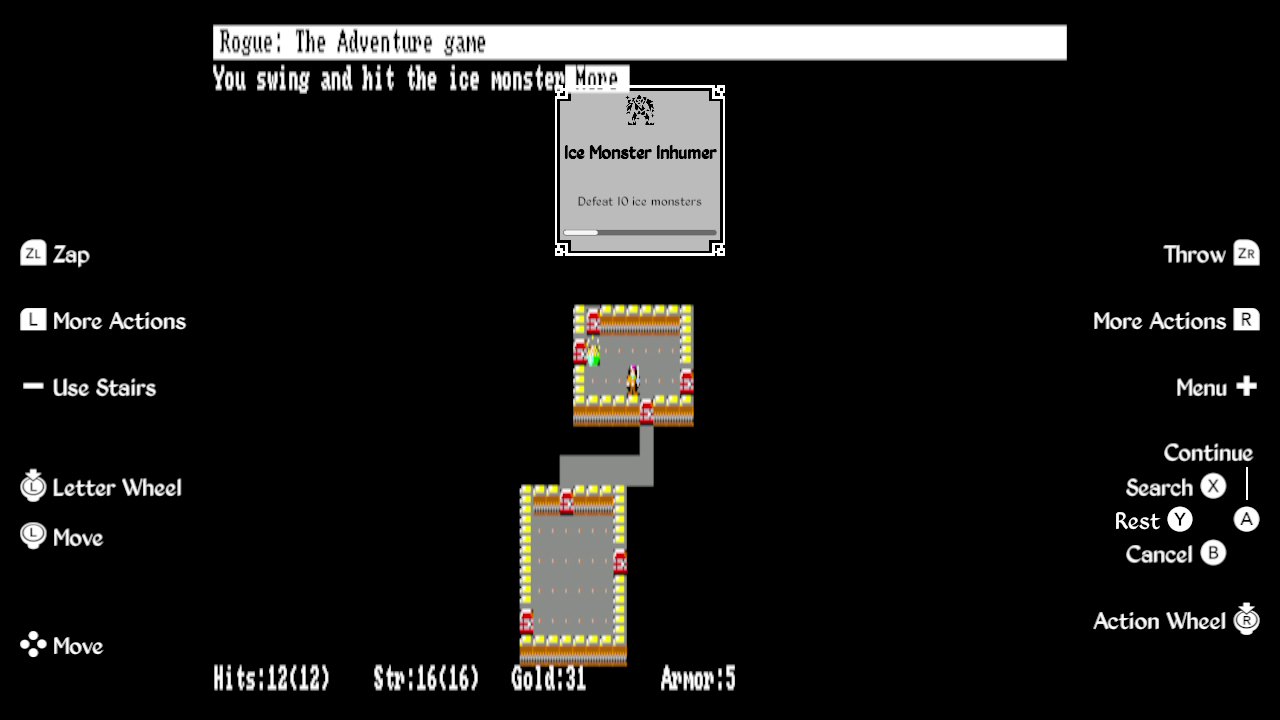 Rogue: The Adventure game
You swing and hit the ice monster More
Ice Monster Inhumer
Defeat 10 ice monsters
ZL Zap
Throw ZR
L More Actions
More Actions R
Use Stairs
Menu
Continue
L Letter Wheel
Search X
Rest Y
A
L Move
Cancel B
Action Wheel R
Move
Hits:12(12) Str:16(16) Gold:31 Armor:5